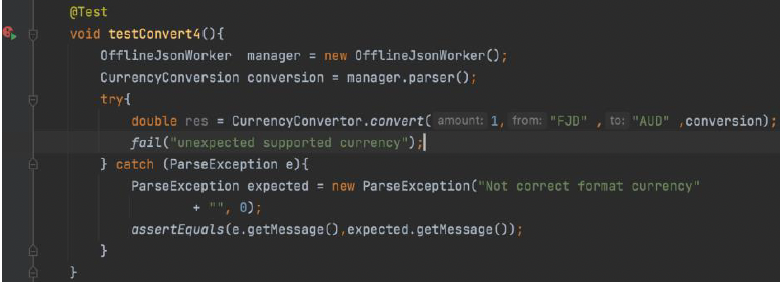 @Test
void testConvert4(){
OfflineJsonWorker  manager = new OfflineJsonWorker();
CurrencyConversion conversion = manager.parser();
try{
double res = CurrencyConvertor.convert( amount: 1, from: "FJD" , to: "AUD" ,conversion);
fail("unexpected supported currency");
} catch (ParseException e){
ParseException expected = new ParseException("Not correct format currency"
+ "", 0);
assertEquals(e.getMessage(),expected.getMessage());
}
}